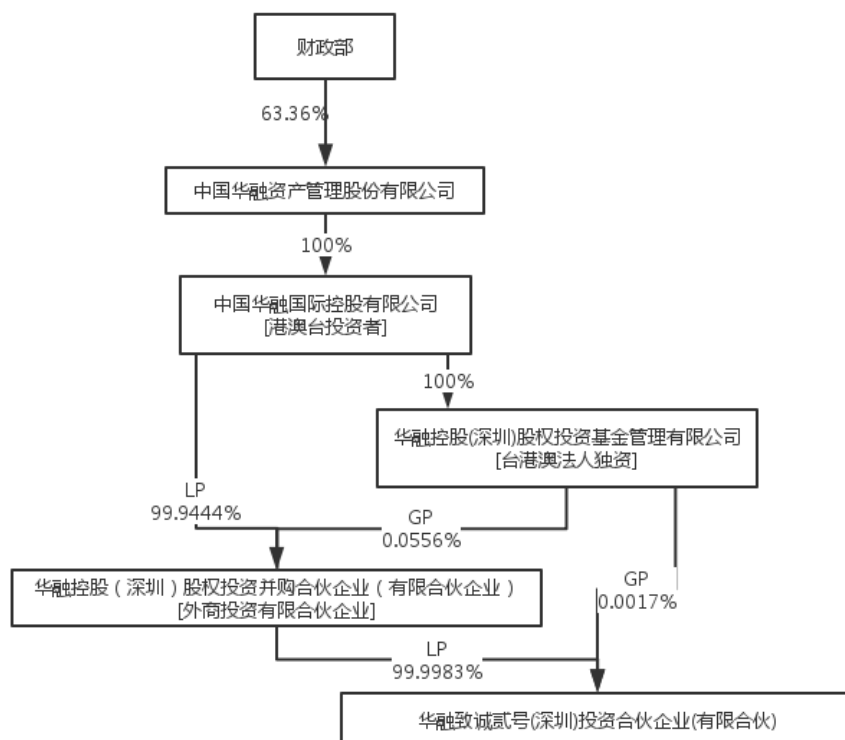 财政部
63.36%
中国华融资产管理股份有限公司
100%
中国华融国际控股有限公司
[港澳台投资者]
100%
华融控股(深圳)股权投资基金管理有限公司
[台港澳法人独资]
LP
99.9444%
GP
0.0556%
华融控股（深圳）股权投资并购合伙企业（有限合伙企业）
[外商投资有限合伙企业]
GP
0.0017%
LP
99.9983%
华融致诚贰号(深圳)投资合伙企业(有限合伙)